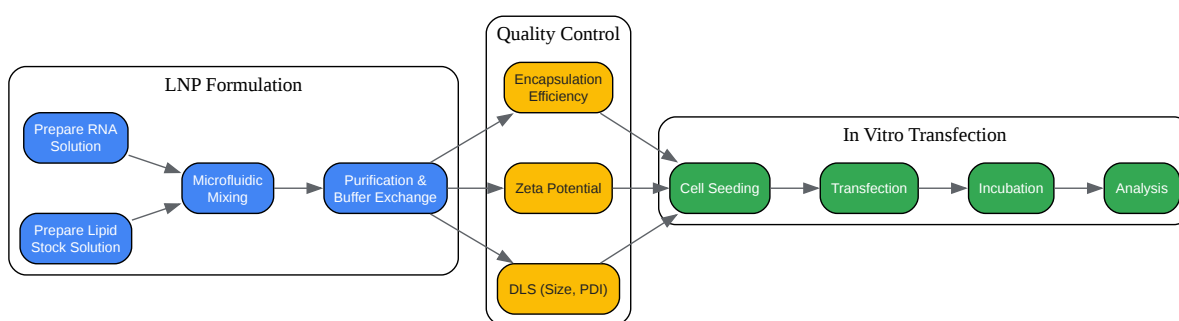 LNP Formulation
Prepare RNA
Solution
Prepare Lipid
Stock Solution
Microfluidic
Mixing
Purification &
Buffer Exchange
Quality Control
Encapsulation
Efficiency
Zeta Potential
DLS (Size, PDI)
In Vitro Transfection
Cell Seeding
Transfection
Incubation
Analysis